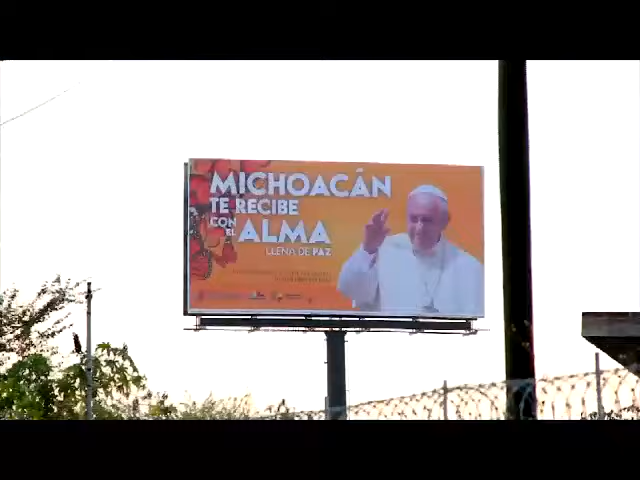 MICHOACÁN
TE RECIBE
CON EL ALMA
LLENA DE PAZ